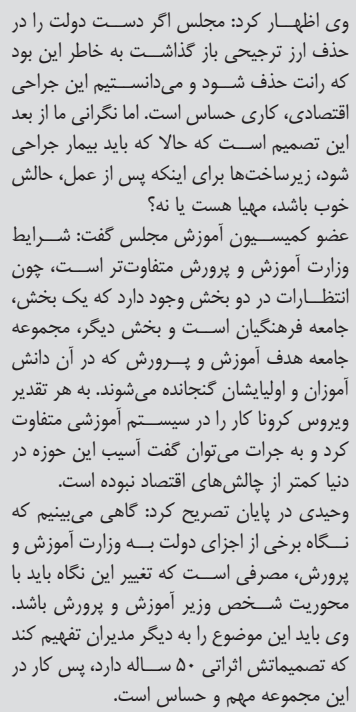 وی اظهار کرد: مجلس اگر دست دولت را در
حذف ارز ترجیحی باز گذاشت به خاطر این بود
که رانت حذف شود و می‌دانستیم این جراحی
اقتصادی، کاری حساس است. اما نگرانی ما از بعد
این تصمیم است که حالا که باید بیمار جراحی
شود، زیرساخت‌ها برای اینکه پس از عمل، حالش
خوب باشد، مهیا هست یا نه؟
عضو کمیسیون آموزش مجلس گفت: شرایط
وزارت آموزش و پرورش متفاوت‌تر است، چون
انتظارات در دو بخش وجود دارد که یک بخش،
جامعه فرهنگیان است و بخش دیگر، مجموعه
جامعه هدف آموزش و پرورش که در آن دانش
آموزان و اولیایشان گنجانده می‌شوند. به هر تقدیر
ویروس کرونا کار را در سیستم آموزشی متفاوت
کرد و به جرات می‌توان گفت آسیب این حوزه در
دنیا کمتر از چالش‌های اقتصاد نبوده است.
وحیدی در پایان تصریح کرد: گاهی می‌بینیم که
نگاه برخی از اجزای دولت به وزارت آموزش و
پرورش، مصرفی است که تغییر این نگاه باید با
محوریت شخص وزیر آموزش و پرورش باشد.
وی باید این موضوع را به دیگر مدیران تفهیم کند
که تصمیماتش اثراتی ۵۰ ساله دارد، پس کار در
این مجموعه مهم و حساس است.